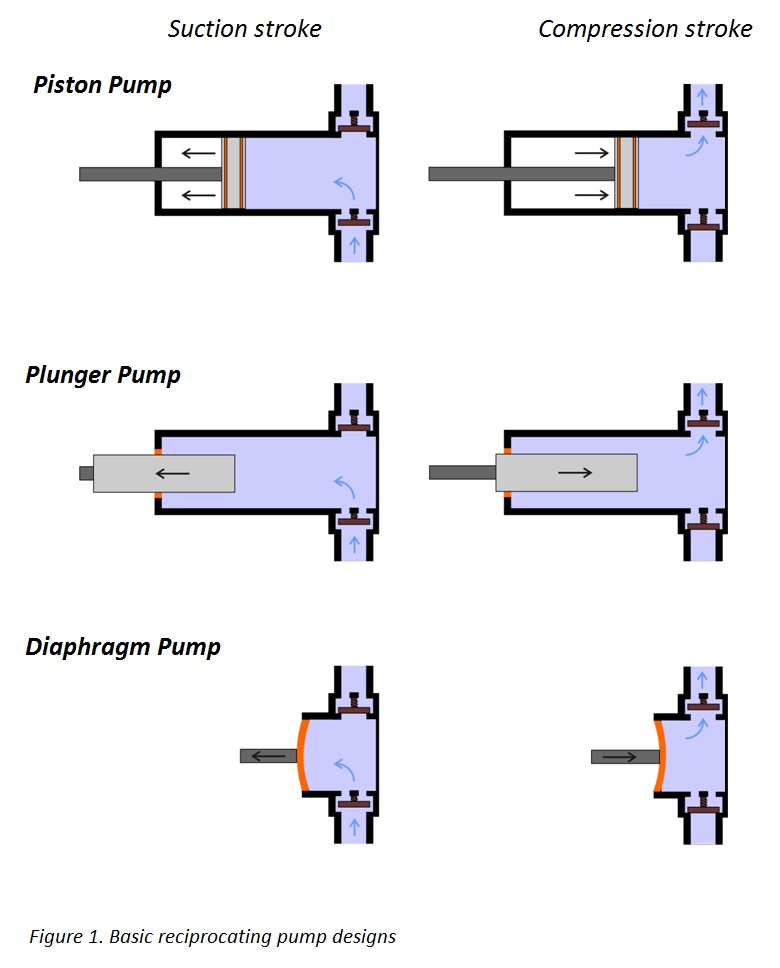 Suction stroke
Compression stroke
Piston Pump
Plunger Pump
Diaphragm Pump
Figure 1. Basic reciprocating pump designs